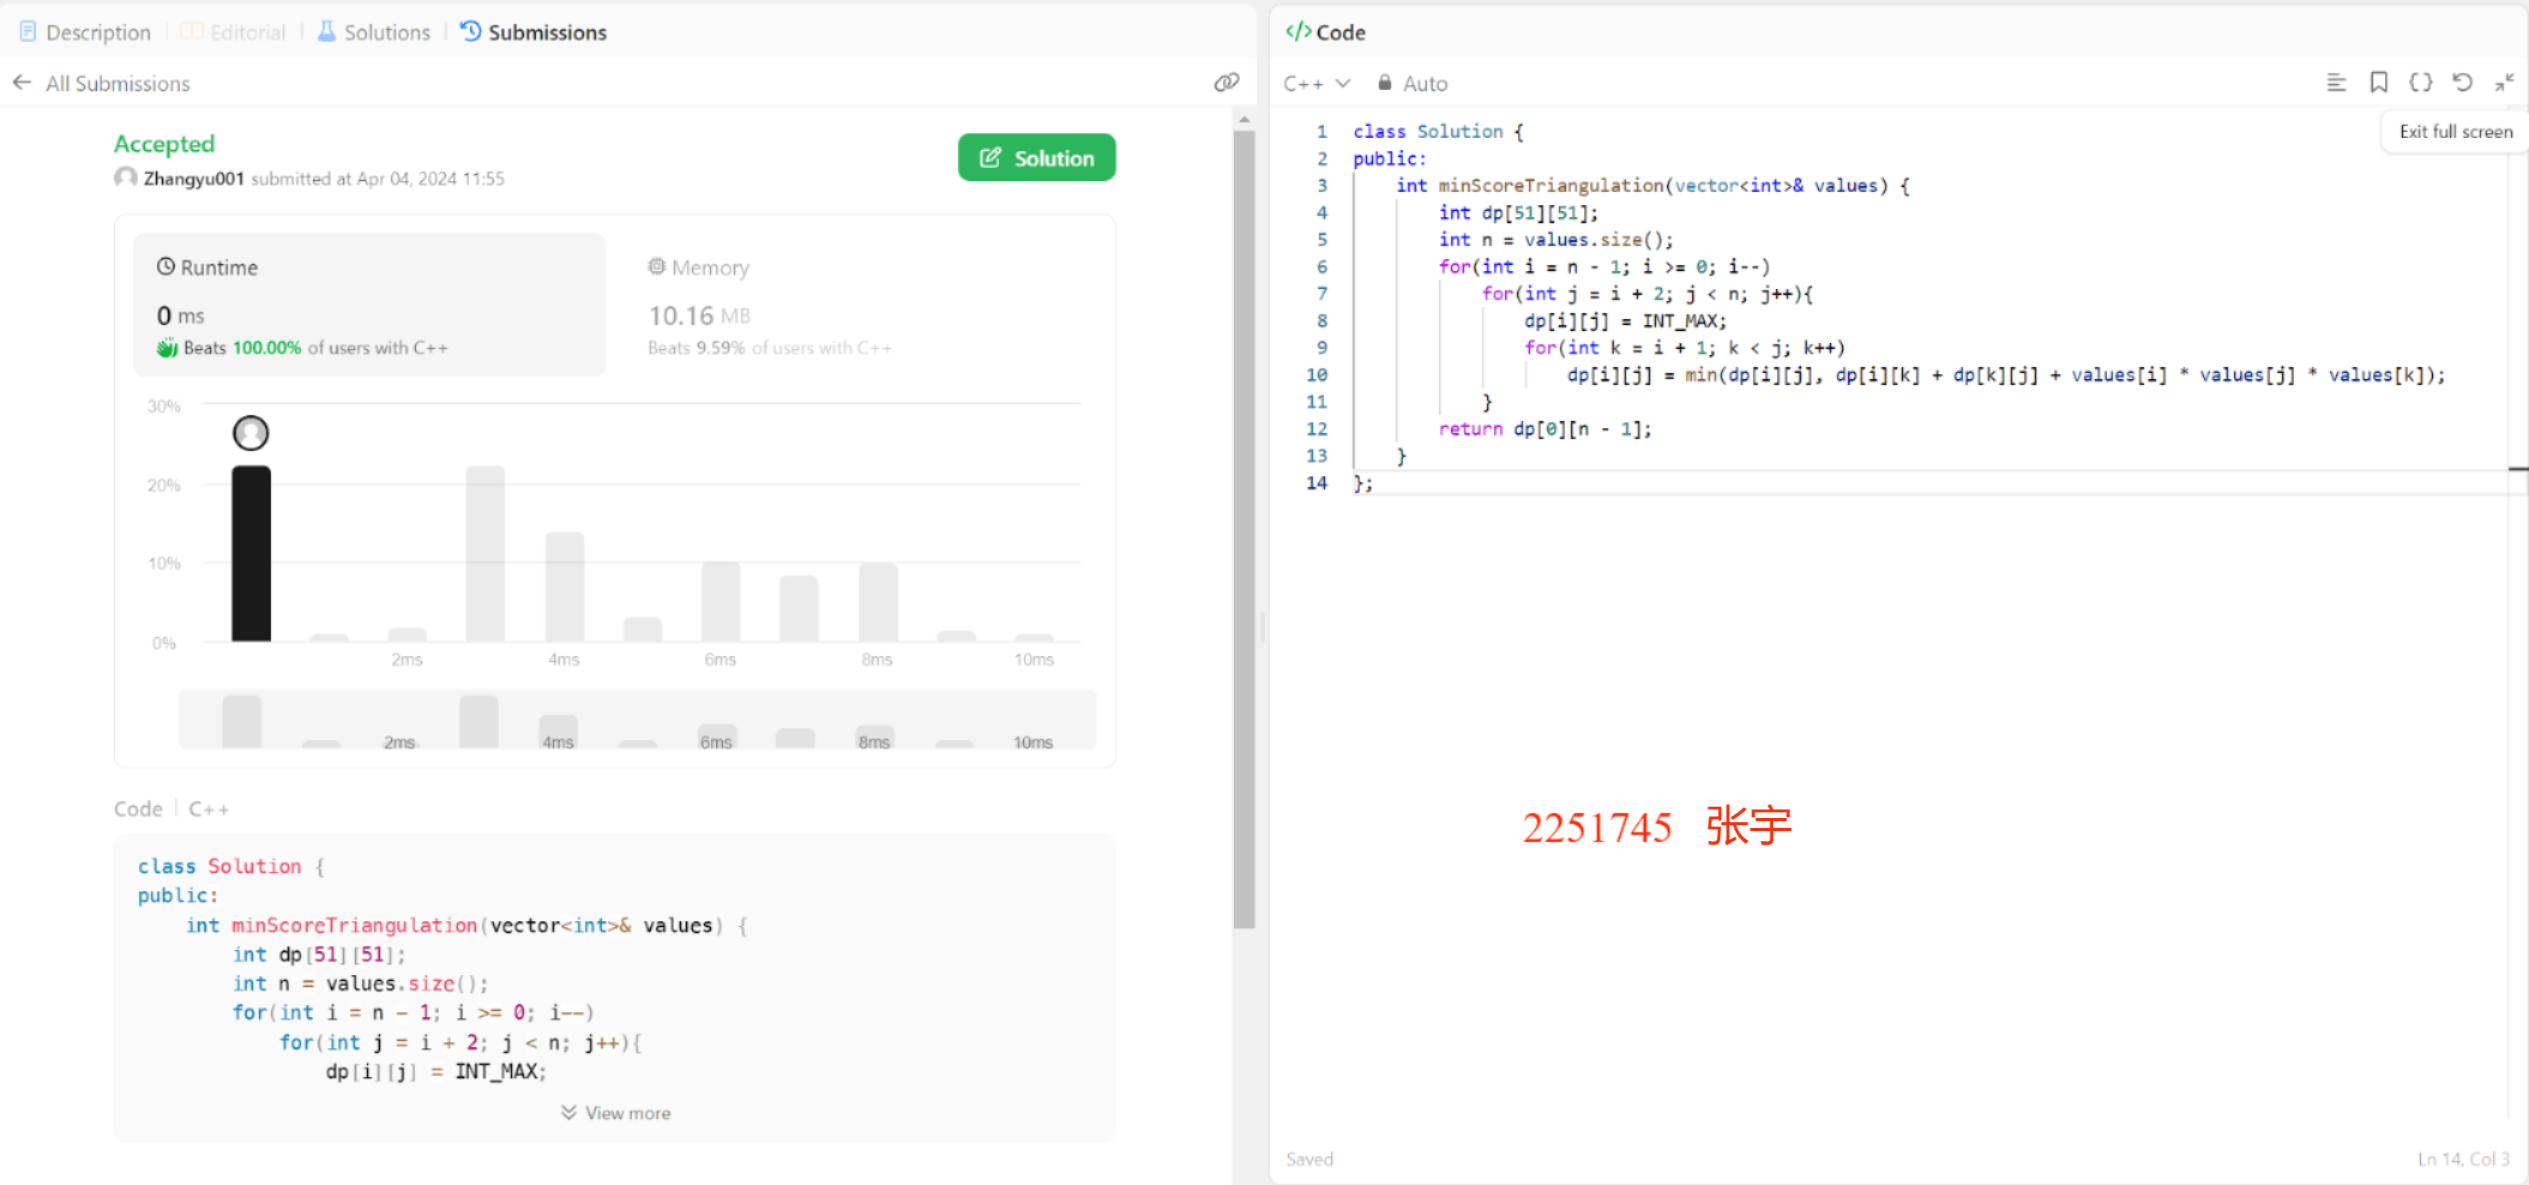 Description Editorial Solutions Submissions
All Submissions
Accepted
Zhangyu001 submitted at Apr 04, 2024 11:55
Solution
Runtime
0 ms
Beats 100.00% of users with C++
Memory
10.16 MB
Beats 9.59% of users with C++
30%
20%
10%
0%
2ms 4ms 6ms 8ms 10ms
2ms 4ms 6ms 8ms 10ms
Code C++
class Solution {
public:
    int minScoreTriangulation(vector<int>& values) {
        int dp[51][51];
        int n = values.size();
        for(int i = n - 1; i >= 0; i--)
            for(int j = i + 2; j < n; j++){
                dp[i][j] = INT_MAX;
View more
</> Code
C++ Auto
Exit full screen
1 class Solution {
2 public:
3     int minScoreTriangulation(vector<int>& values) {
4         int dp[51][51];
5         int n = values.size();
6         for(int i = n - 1; i >= 0; i--)
7             for(int j = i + 2; j < n; j++){
8                 dp[i][j] = INT_MAX;
9                 for(int k = i + 1; k < j; k++)
10                     dp[i][j] = min(dp[i][j], dp[i][k] + dp[k][j] + values[i] * values[j] * values[k]);
11             }
12         return dp[0][n - 1];
13     }
14 };
2251745 张宇
Saved
Ln 14, Col 3